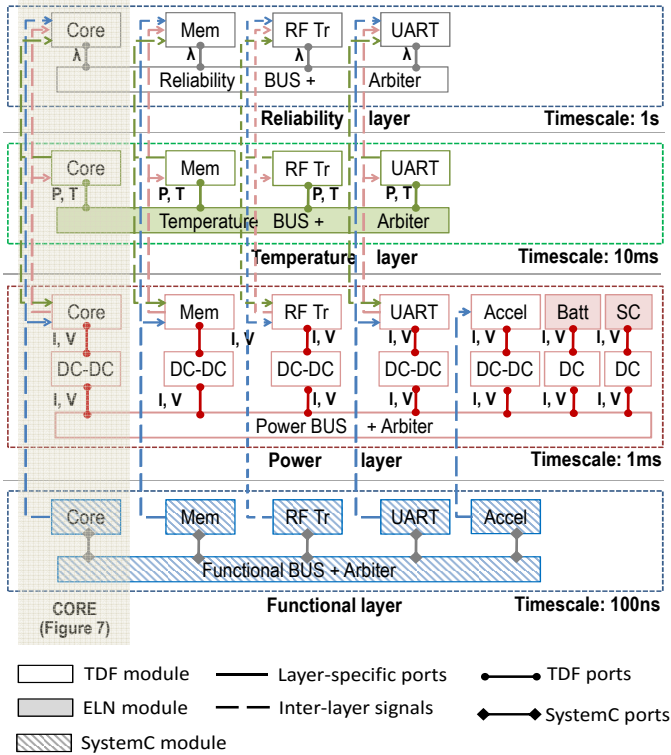 Core Mem RF Tr UART
λ λ λ λ
Reliability BUS + Arbiter
Reliability layer Timescale: 1s
Core Mem RF Tr UART
P, T P, T P, T P, T
Temperature BUS + Arbiter
Temperature layer Timescale: 10ms
Core Mem RF Tr UART Accel Batt SC
I, V I, V I, V I, V I, V I, V I, V I, V
DC-DC DC-DC DC-DC DC-DC DC-DC DC DC
I, V I, V I, V I, V I, V I, V I, V
Power BUS + Arbiter
Power layer Timescale: 1ms
Core Mem RF Tr UART Accel
Functional BUS + Arbiter
Functional layer Timescale: 100ns
CORE
(Figure 7)
TDF module Layer-specific ports TDF ports
ELN module Inter-layer signals SystemC ports
SystemC module